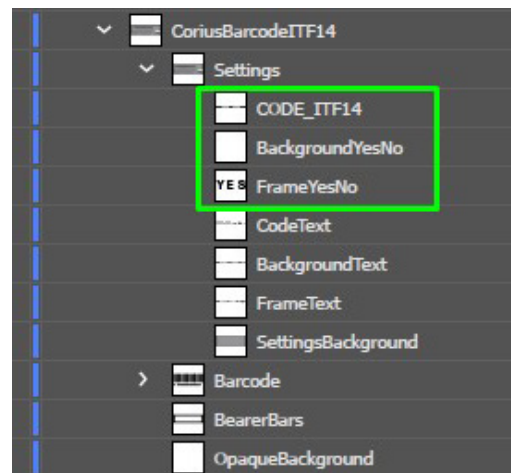 CoriusBarcodeITF14
Settings
CODE_ITF14
BackgroundYesNo
YES FrameYesNo
CodeText
BackgroundText
FrameText
SettingsBackground
Barcode
BearerBars
OpaqueBackground